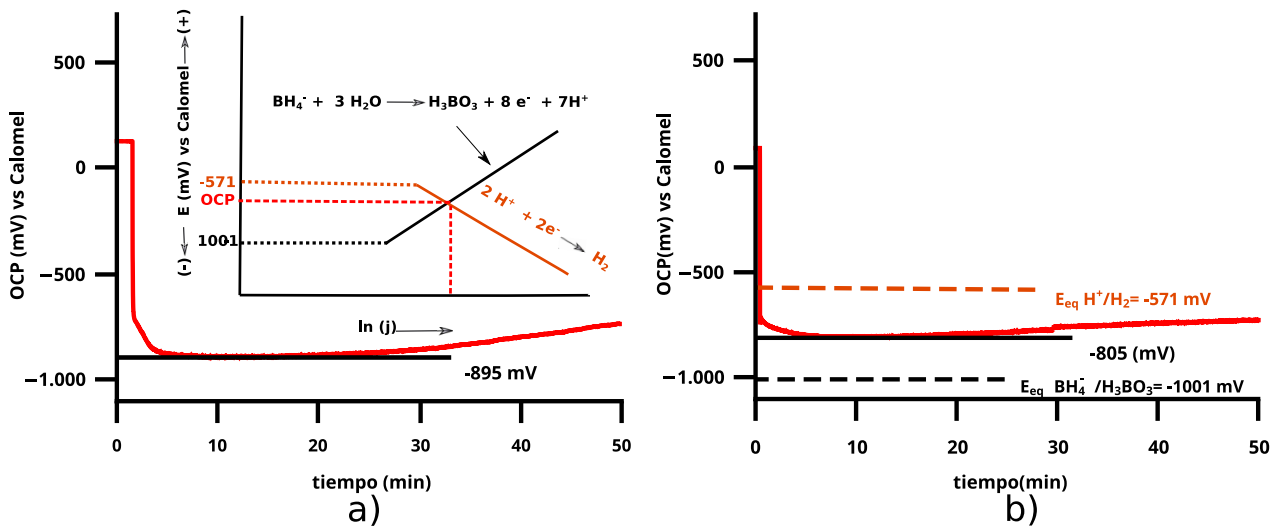 OCP (mV) vs Calomel
500
0
−500
−1.000
0
10
20
30
40
50
tiempo (min)
a)
(-) E (mV) vs Calomel (+)
BH₄⁻ + 3 H₂O → H₃BO₃ + 8 e⁻ + 7H⁺
-571
OCP
1001
2 H⁺ + 2e⁻ → H₂
ln (j)
-895 mV
OCP(mv) vs Calomel
500
0
−500
−1.000
0
10
20
30
40
50
tiempo(min)
b)
Eeq H⁺/H₂= -571 mV
-805 (mV)
Eeq BH₄⁻ /H₃BO₃= -1001 mV